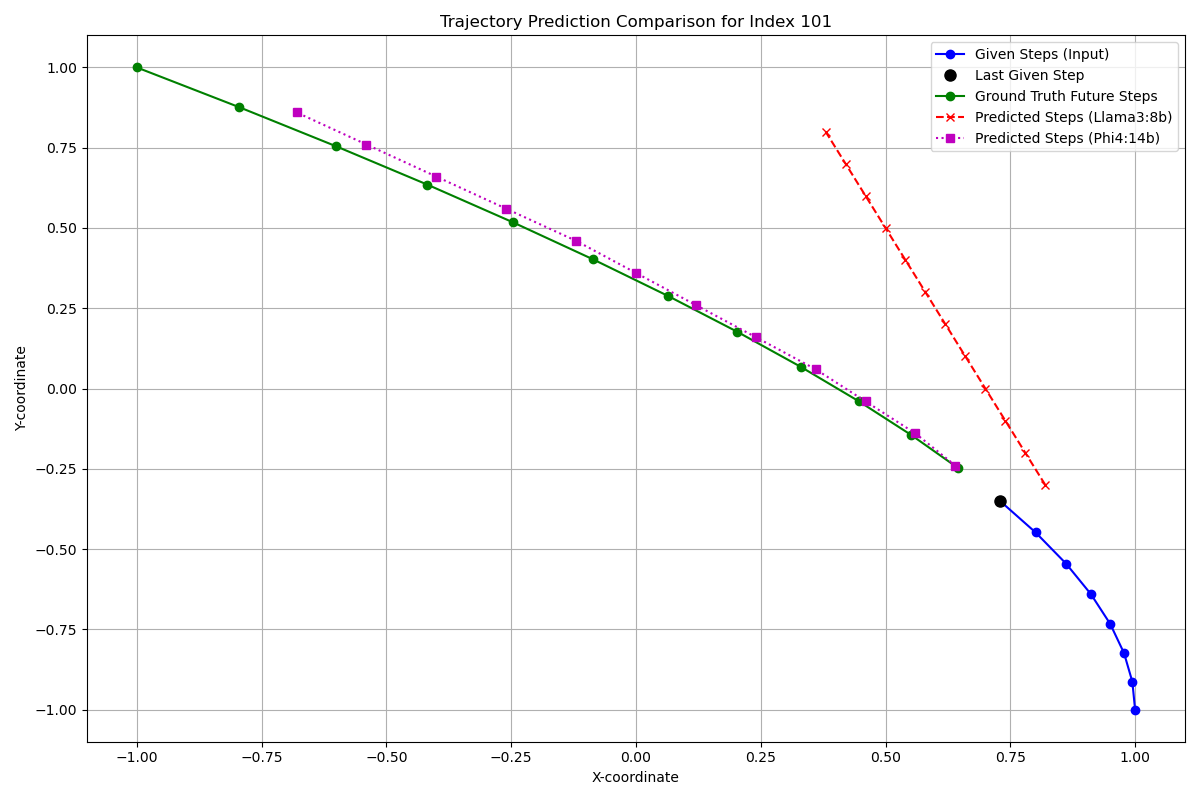 Trajectory Prediction Comparison for Index 101
Given Steps (Input)
Last Given Step
Ground Truth Future Steps
Predicted Steps (Llama3:8b)
Predicted Steps (Phi4:14b)
Y-coordinate
1.00
0.75
0.50
0.25
0.00
−0.25
−0.50
−0.75
−1.00
−1.00 −0.75 −0.50 −0.25 0.00 0.25 0.50 0.75 1.00
X-coordinate